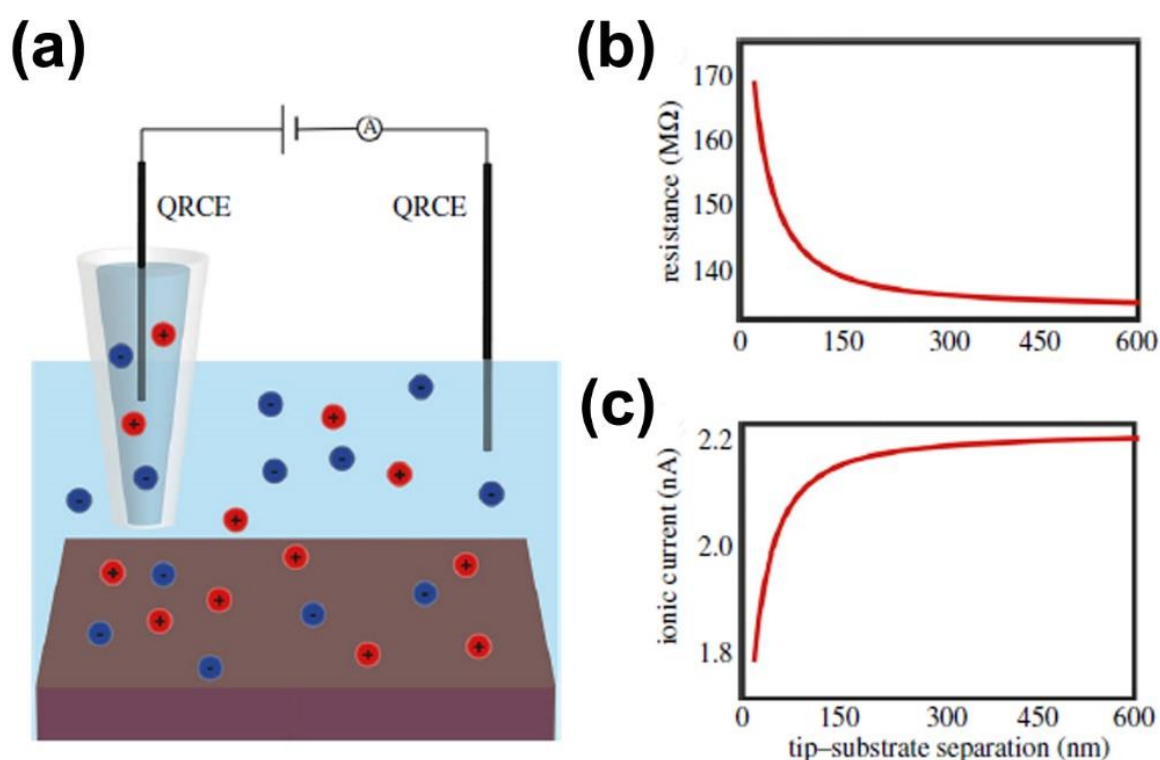 (a)
A
QRCE
QRCE
+
-
+
-
-
-
+
-
-
+
-
-
+
+
+
-
+
+
-
+
-
-
+
+
-
(b)
resistance (MΩ)
170
160
150
140
0 150 300 450 600
(c)
ionic current (nA)
2.2
2.0
1.8
0 150 300 450 600
tip–substrate separation (nm)